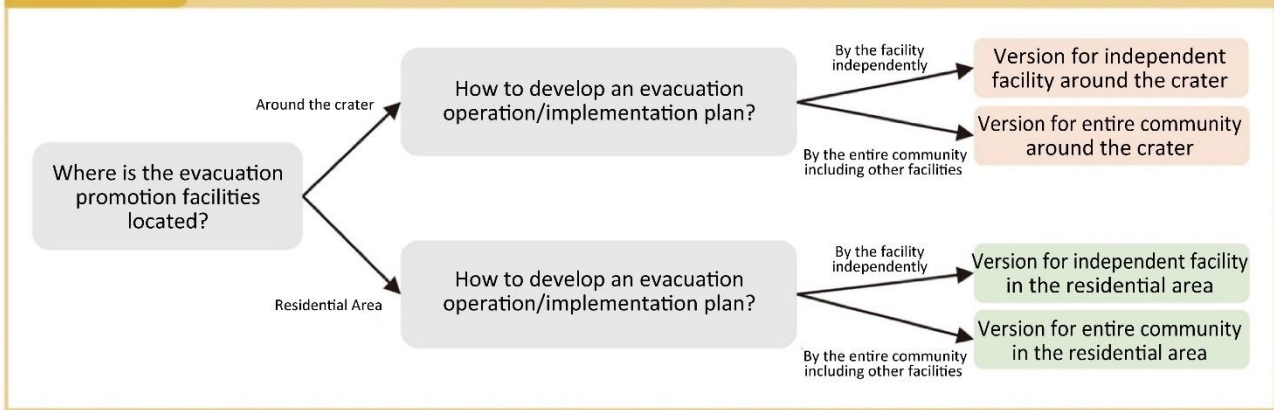 Where is the evacuation
promotion facilities
located?
Around the crater
Residential Area
How to develop an evacuation
operation/implementation plan?
By the facility
independently
By the entire community
including other facilities
Version for independent
facility around the crater
Version for entire community
around the crater
How to develop an evacuation
operation/implementation plan?
By the facility
independently
By the entire community
including other facilities
Version for independent facility
in the residential area
Version for entire community
in the residential area